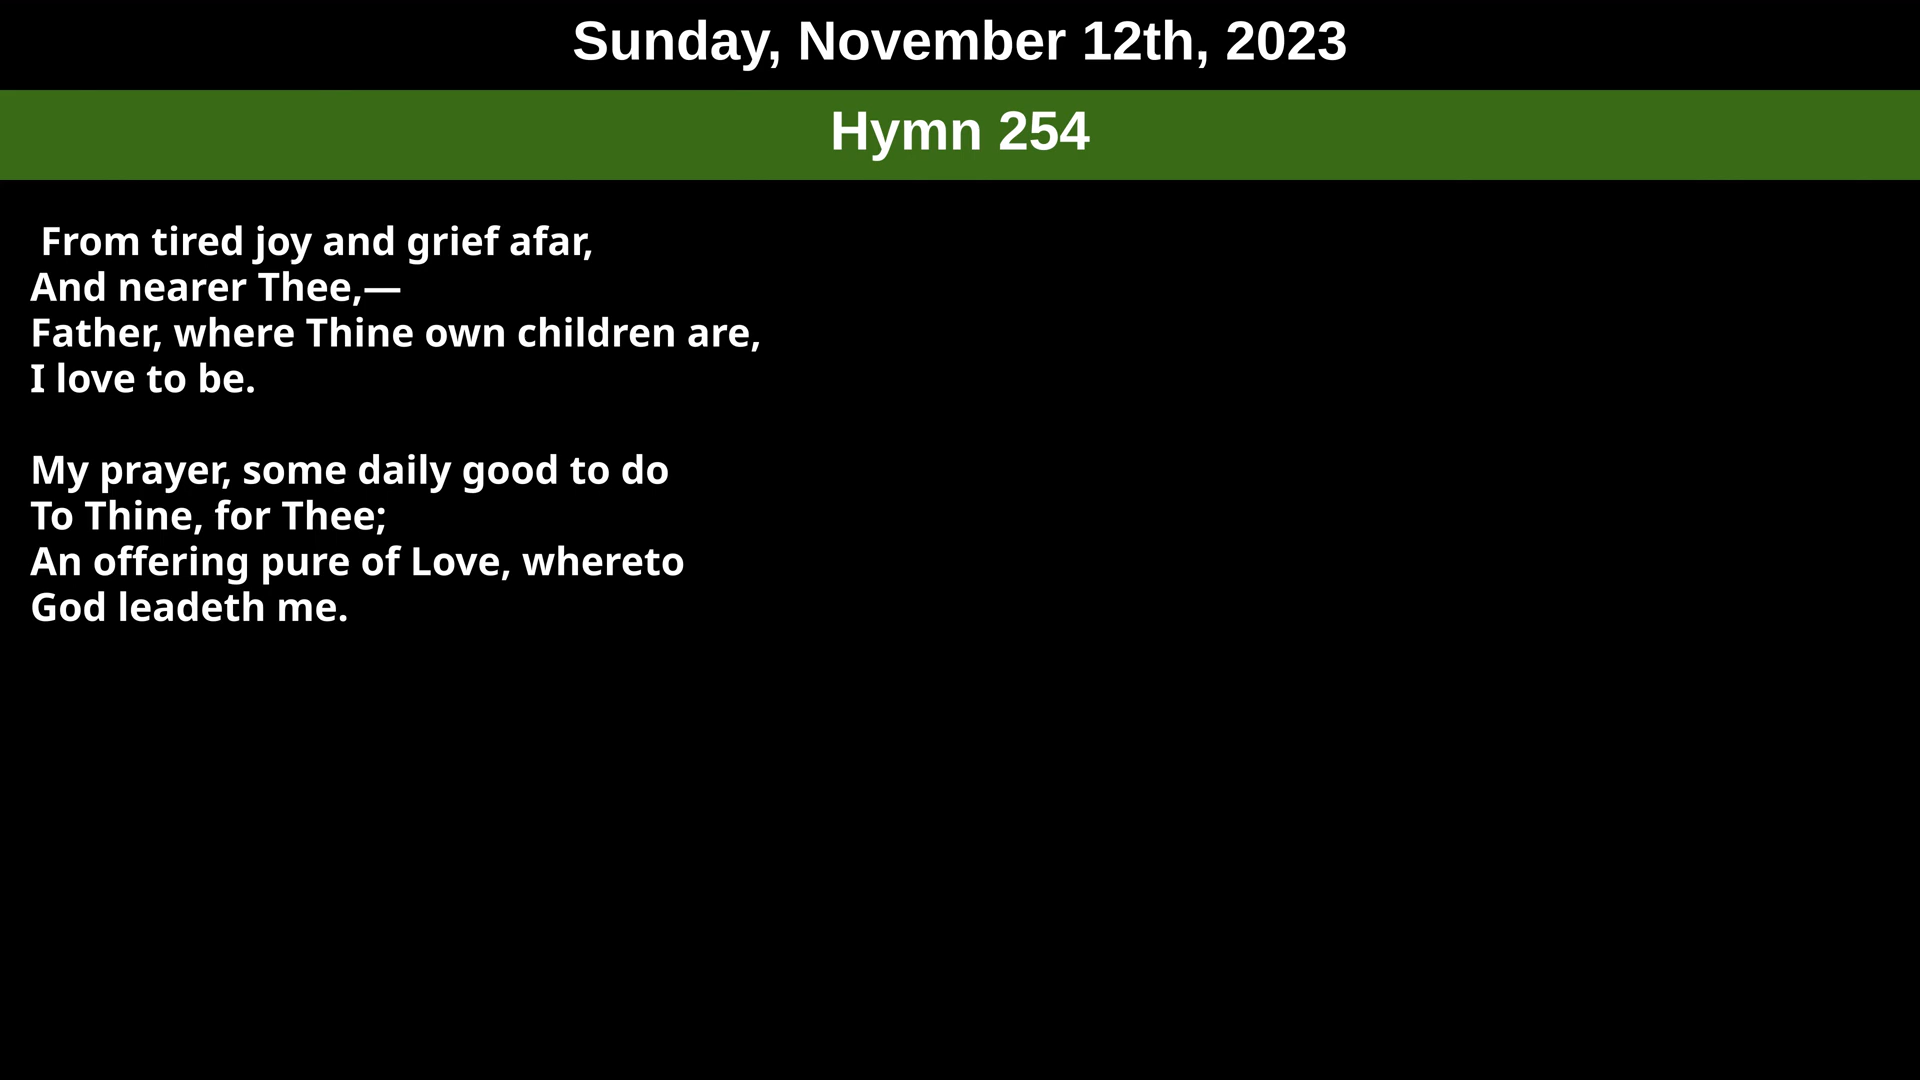 Sunday, November 12th, 2023
Hymn 254
From tired joy and grief afar,
And nearer Thee,—
Father, where Thine own children are,
I love to be.
My prayer, some daily good to do
To Thine, for Thee;
An offering pure of Love, whereto
God leadeth me.